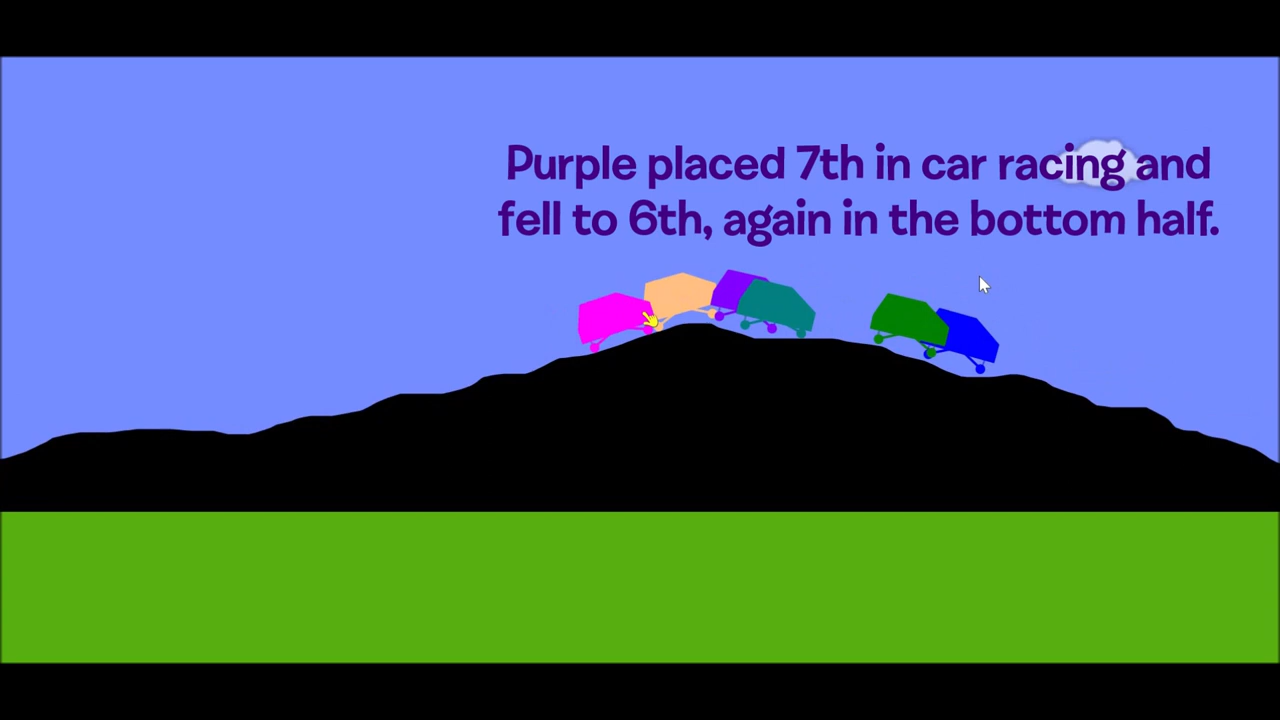 Purple placed 7th in car racing and
fell to 6th, again in the bottom half.